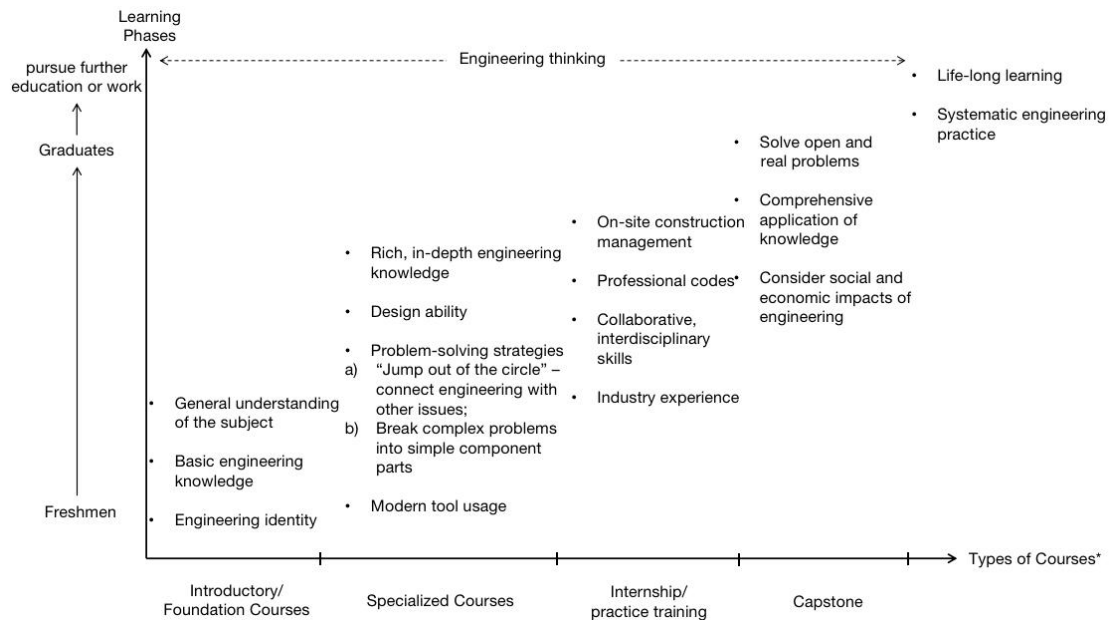 Learning
Phases
Engineering thinking
pursue further
education or work
Graduates
Freshmen
• General understanding
of the subject
• Basic engineering
knowledge
• Engineering identity
• Rich, in-depth engineering
knowledge
• Design ability
• Problem-solving strategies
a) “Jump out of the circle” –
connect engineering with
other issues;
b) Break complex problems
into simple component
parts
• Modern tool usage
• On-site construction
management
• Professional codes
• Collaborative,
interdisciplinary
skills
• Industry experience
• Solve open and
real problems
• Comprehensive
application of
knowledge
• Consider social and
economic impacts of
engineering
• Life-long learning
• Systematic engineering
practice
Types of Courses*
Introductory/
Foundation Courses
Specialized Courses
Internship/
practice training
Capstone